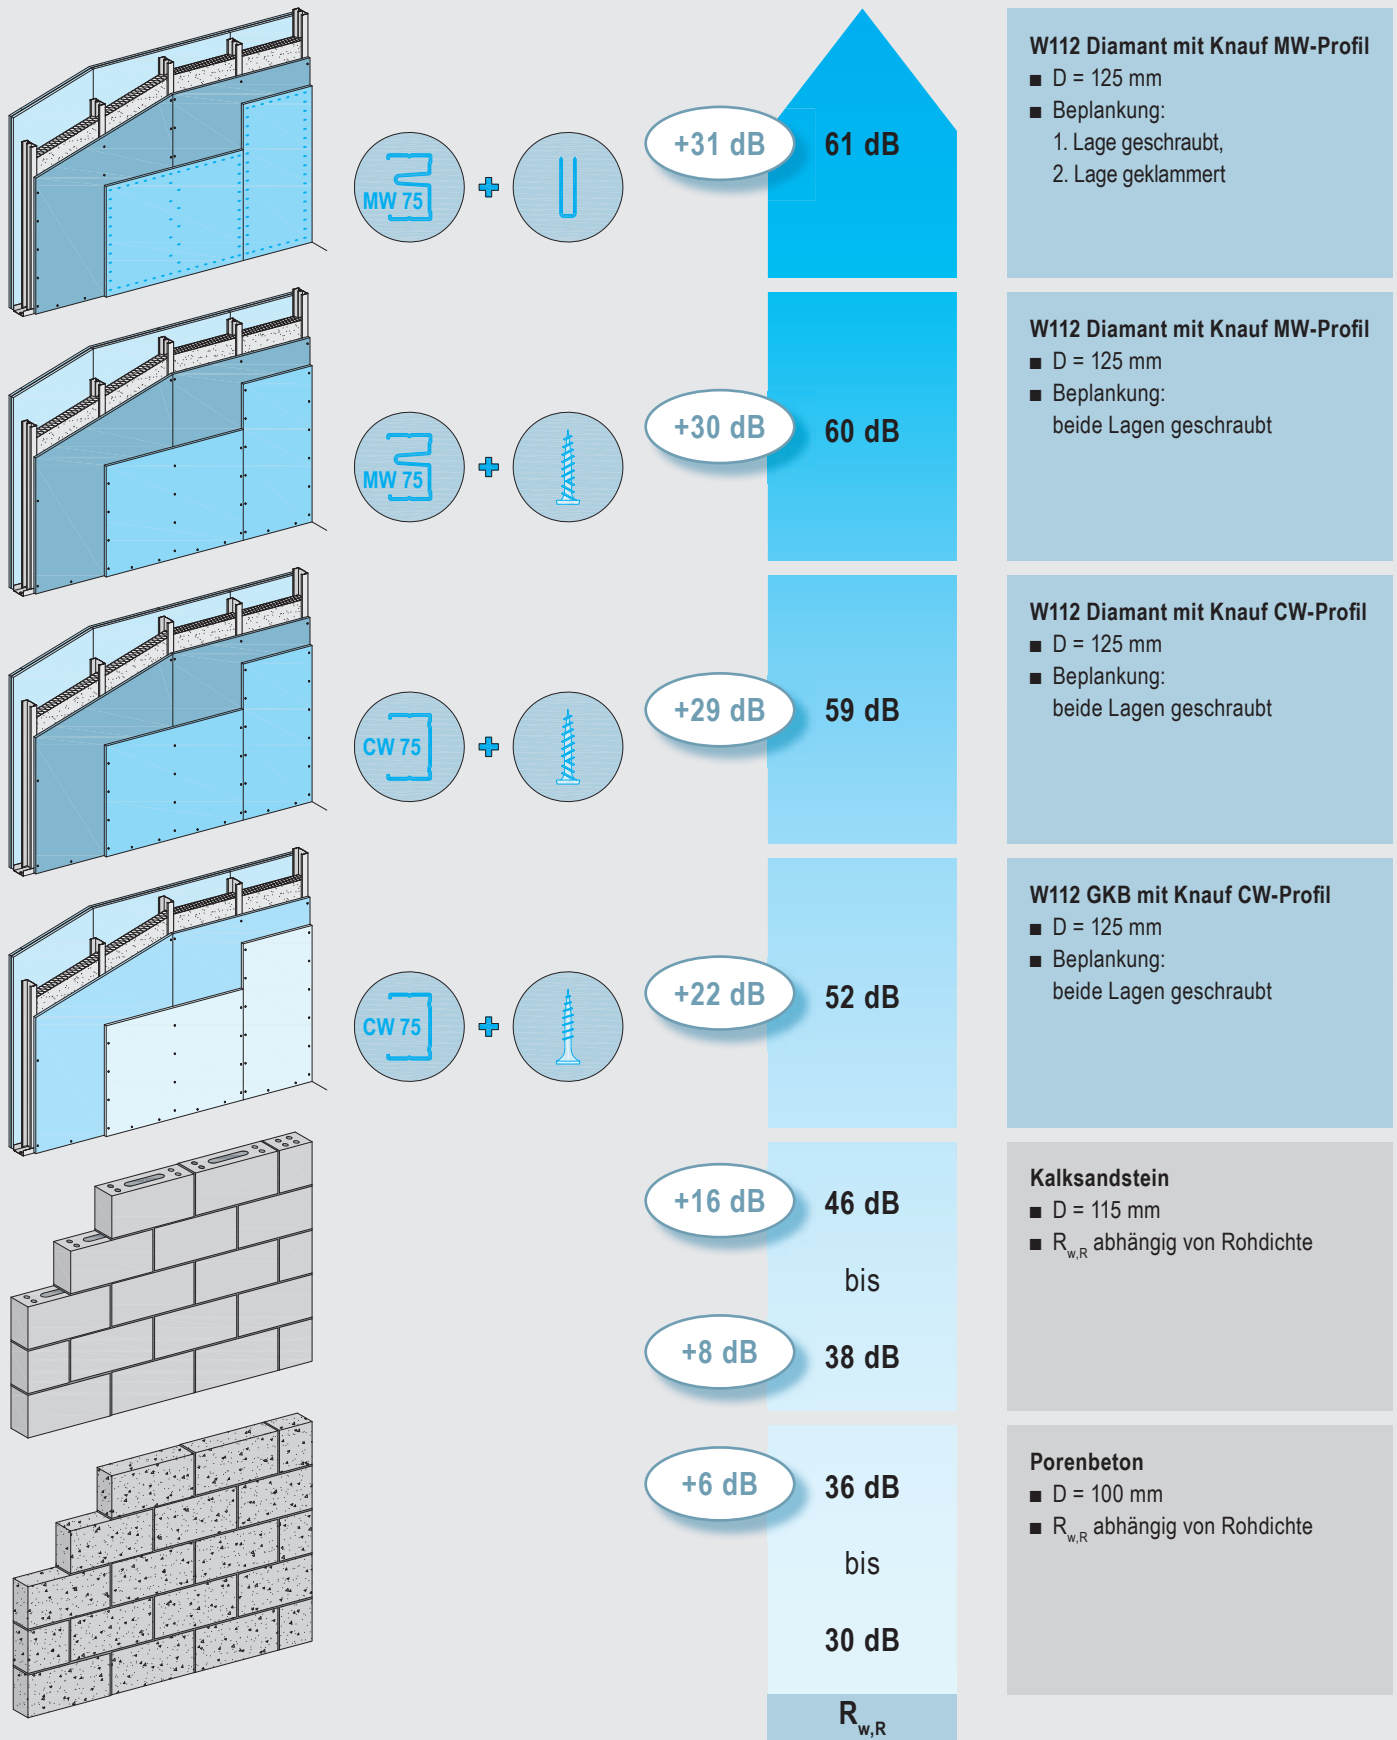 MW 75
+31 dB
61 dB
W112 Diamant mit Knauf MW-Profil
■ D = 125 mm
■ Beplankung:
1. Lage geschraubt,
2. Lage geklammert
MW 75
+30 dB
60 dB
W112 Diamant mit Knauf MW-Profil
■ D = 125 mm
■ Beplankung:
beide Lagen geschraubt
CW 75
+29 dB
59 dB
W112 Diamant mit Knauf CW-Profil
■ D = 125 mm
■ Beplankung:
beide Lagen geschraubt
CW 75
+22 dB
52 dB
W112 GKB mit Knauf CW-Profil
■ D = 125 mm
■ Beplankung:
beide Lagen geschraubt
+16 dB
46 dB
bis
+8 dB
38 dB
Kalksandstein
■ D = 115 mm
■ Rw,R abhängig von Rohdichte
+6 dB
36 dB
bis
30 dB
Porenbeton
■ D = 100 mm
■ Rw,R abhängig von Rohdichte
Rw,R